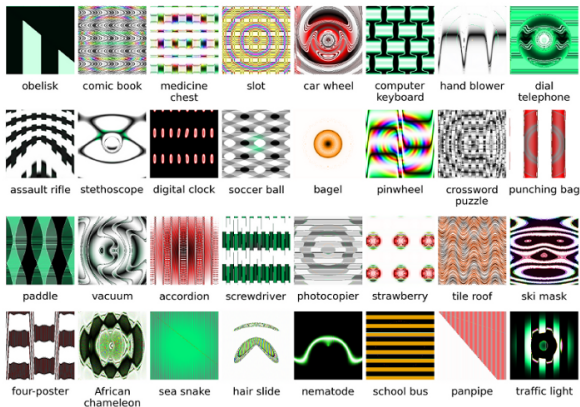 obelisk
comic book
medicine
chest
slot
car wheel
computer
keyboard
hand blower
dial
telephone
assault rifle
stethoscope
digital clock
soccer ball
bagel
pinwheel
crossword
puzzle
punching bag
paddle
vacuum
accordion
screwdriver
photocopier
strawberry
tile roof
ski mask
four-poster
African
chameleon
sea snake
hair slide
nematode
school bus
panpipe
traffic light